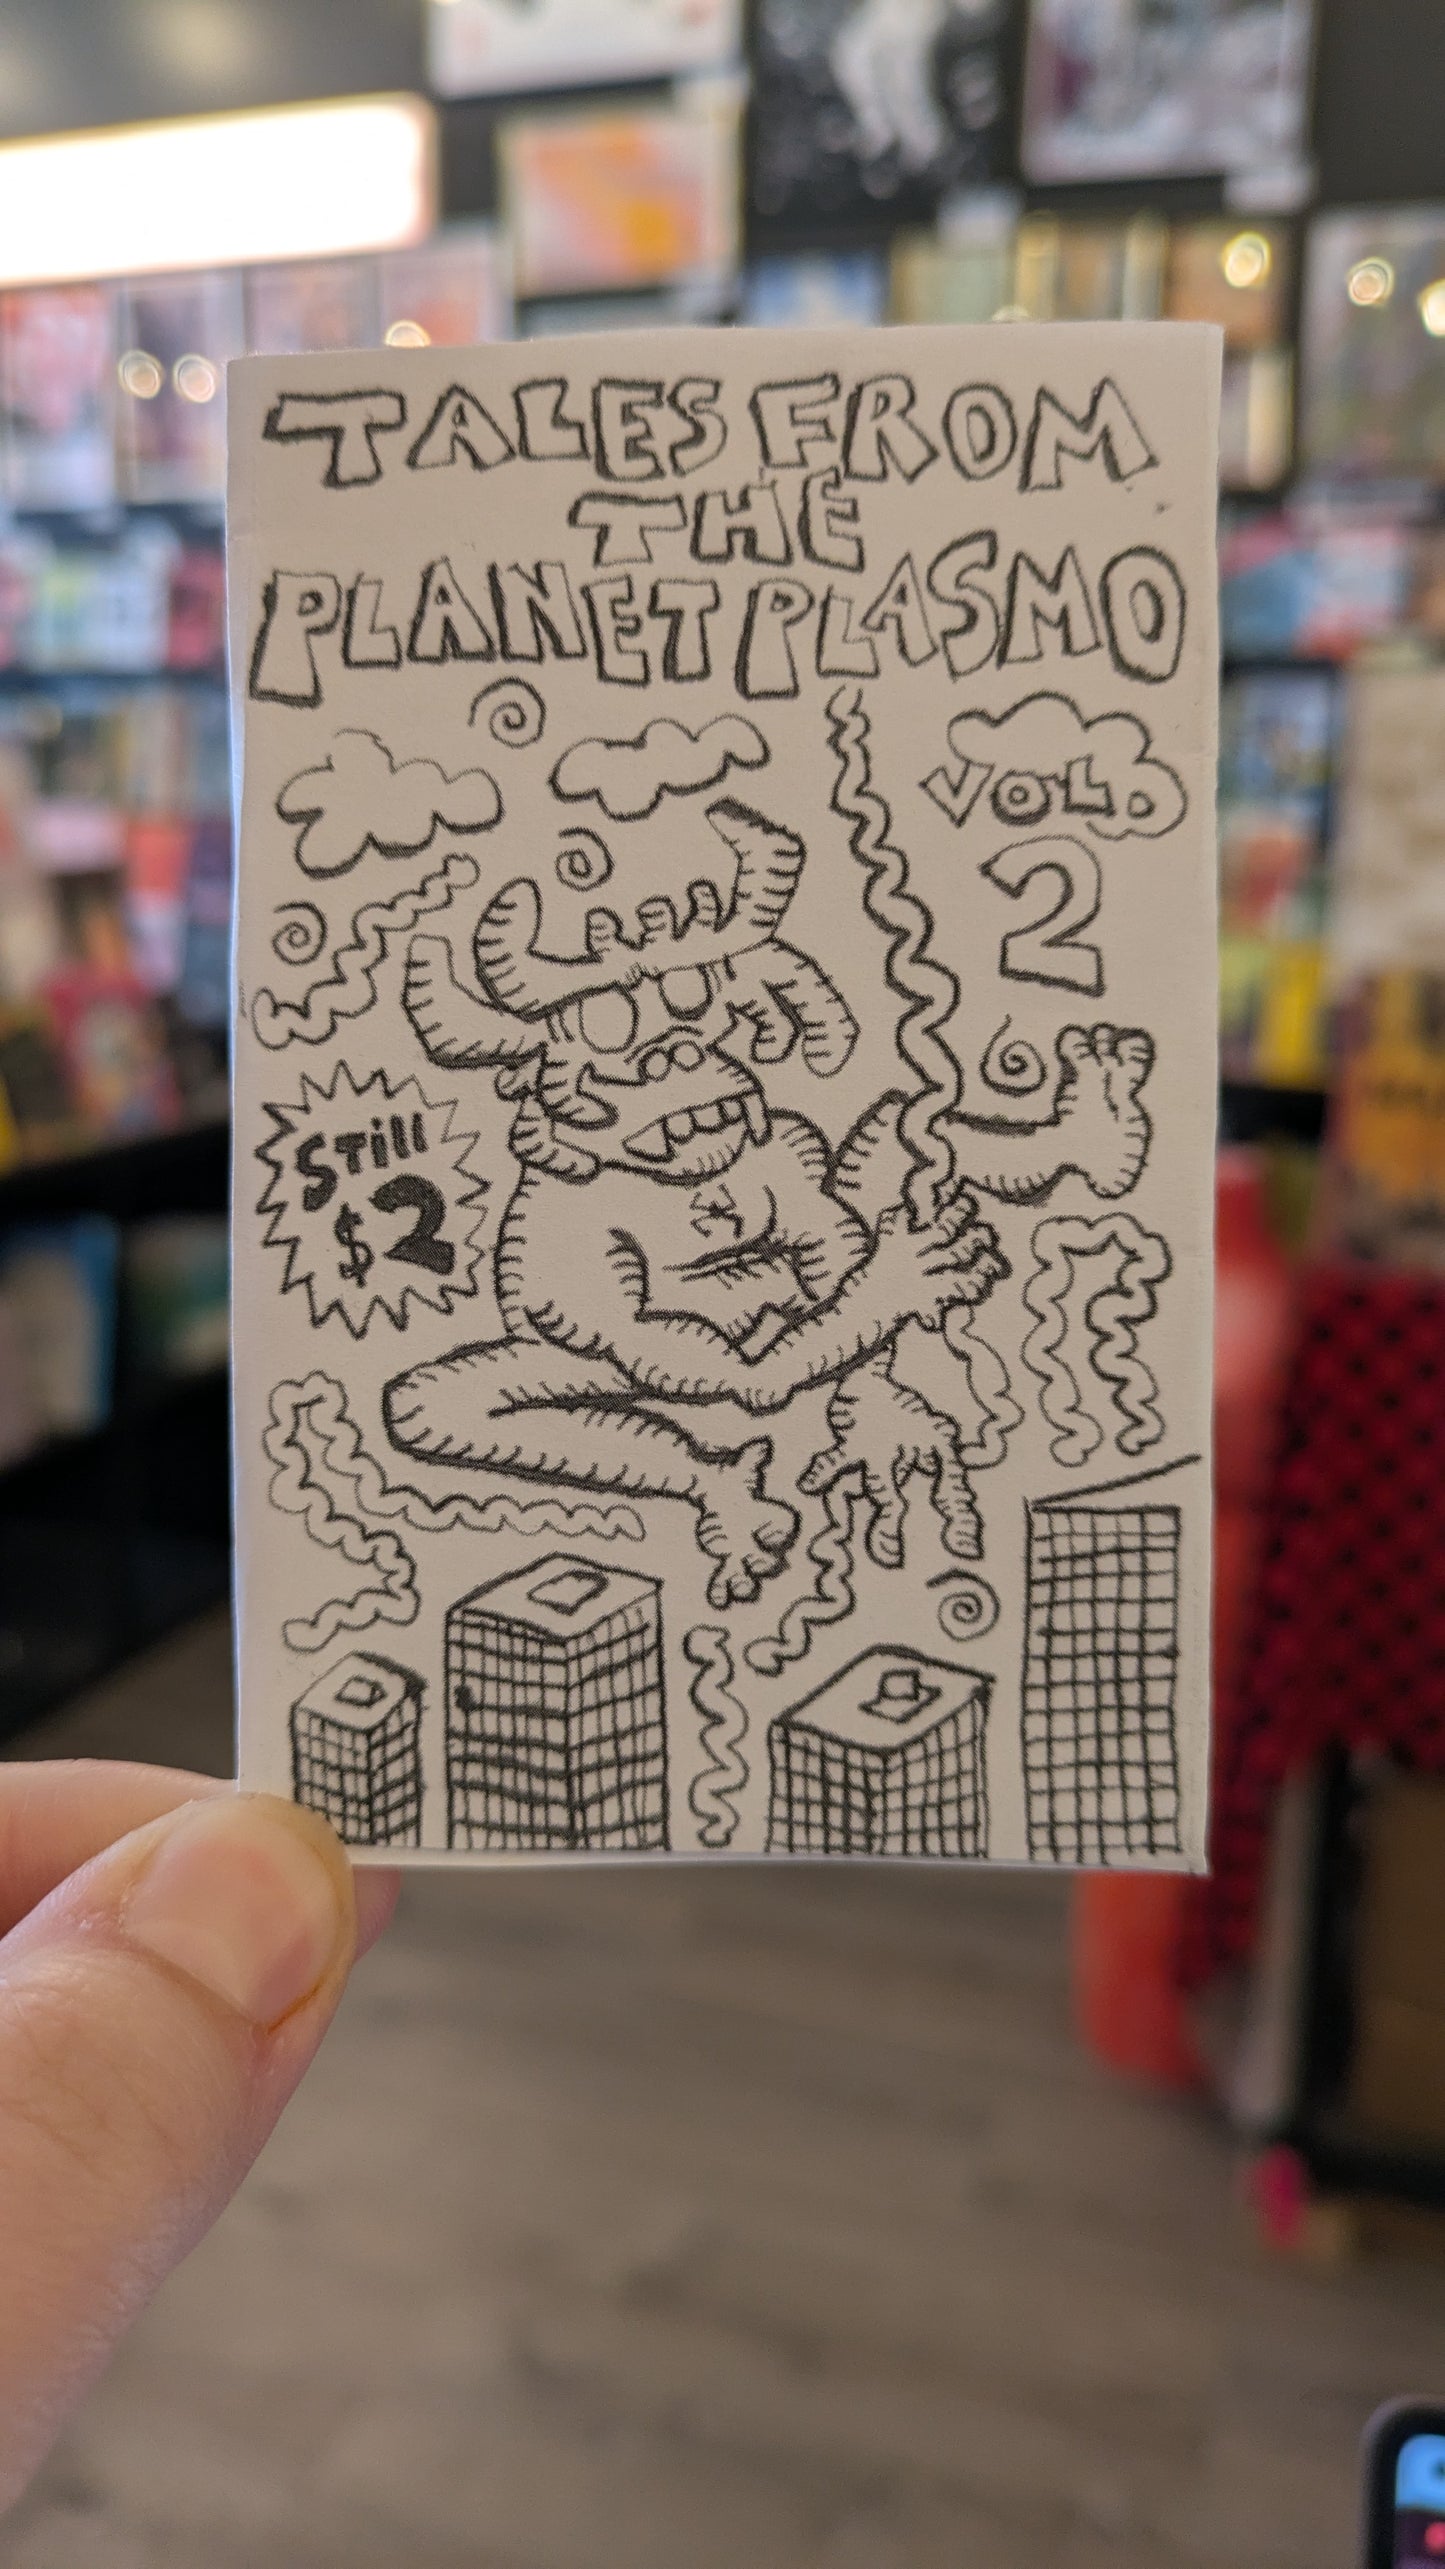 TALES FROM
THE
PLANET PLASMO
VOL.
2
STill
$2